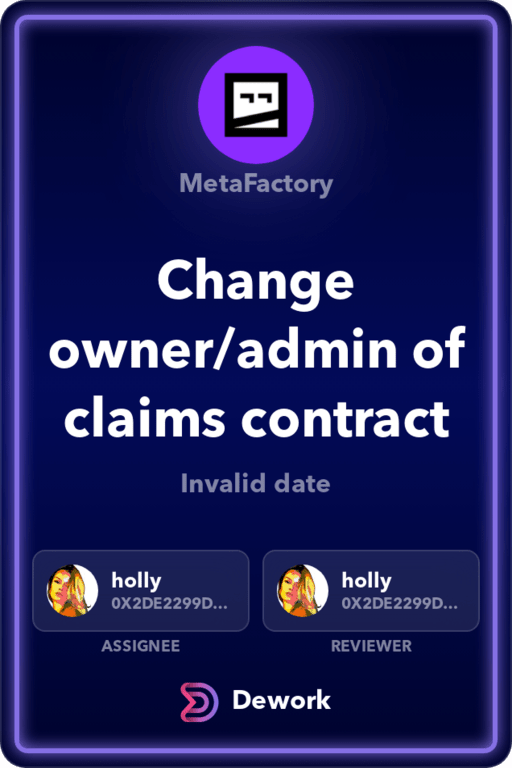 MetaFactory
Change
owner/admin of
claims contract
Invalid date
holly
0X2DE2299D...
holly
0X2DE2299D...
ASSIGNEE
REVIEWER
Dework